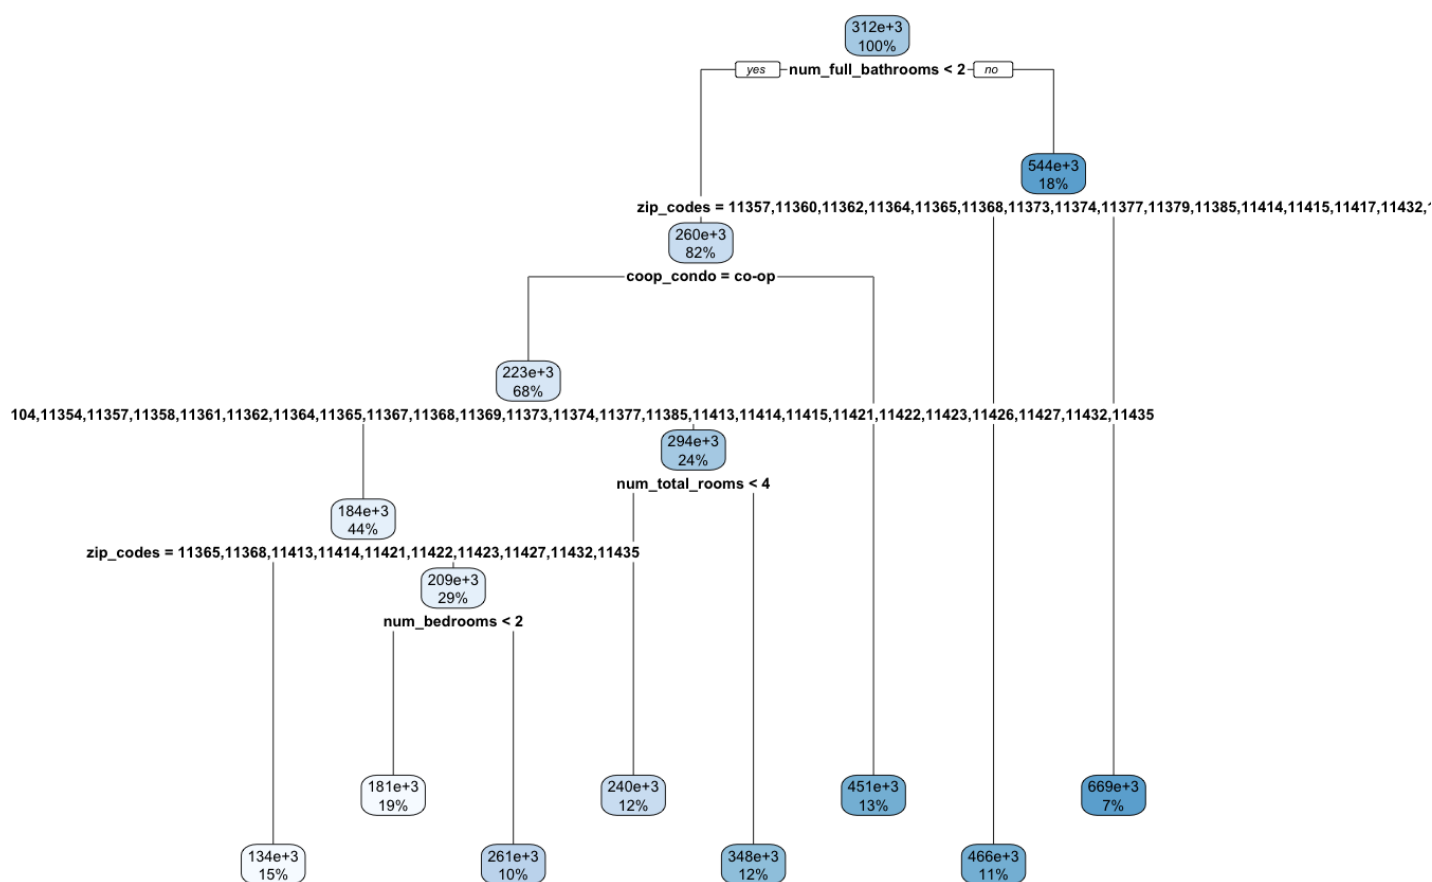 312e+3
100%
yes num_full_bathrooms < 2 no
544e+3
18%
zip_codes = 11357,11360,11362,11364,11365,11368,11373,11374,11377,11379,11385,11414,11415,11417,11432,
260e+3
82%
coop_condo = co-op
223e+3
68%
104,11354,11357,11358,11361,11362,11364,11365,11367,11368,11369,11373,11374,11377,11385,11413,11414,11415,11421,11422,11423,11426,11427,11432,11435
294e+3
24%
num_total_rooms < 4
184e+3
44%
zip_codes = 11365,11368,11413,11414,11421,11422,11423,11427,11432,11435
209e+3
29%
num_bedrooms < 2
181e+3
19%
240e+3
12%
451e+3
13%
669e+3
7%
134e+3
15%
261e+3
10%
348e+3
12%
466e+3
11%